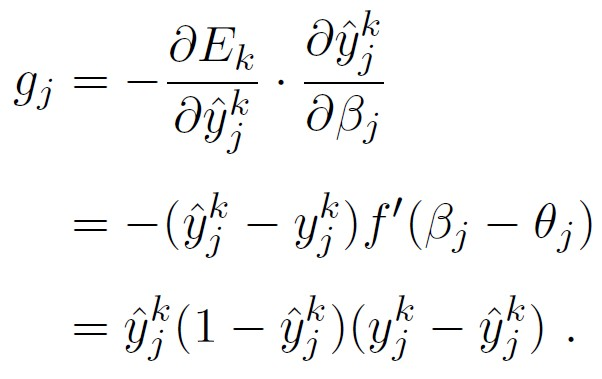 g_j = -\frac{\partial E_k}{\partial \hat{y}_j^k} \cdot \frac{\partial \hat{y}_j^k}{\partial \beta_j}
= -(\hat{y}_j^k - y_j^k) f'(\beta_j - \theta_j)
= \hat{y}_j^k (1 - \hat{y}_j^k)(y_j^k - \hat{y}_j^k) .